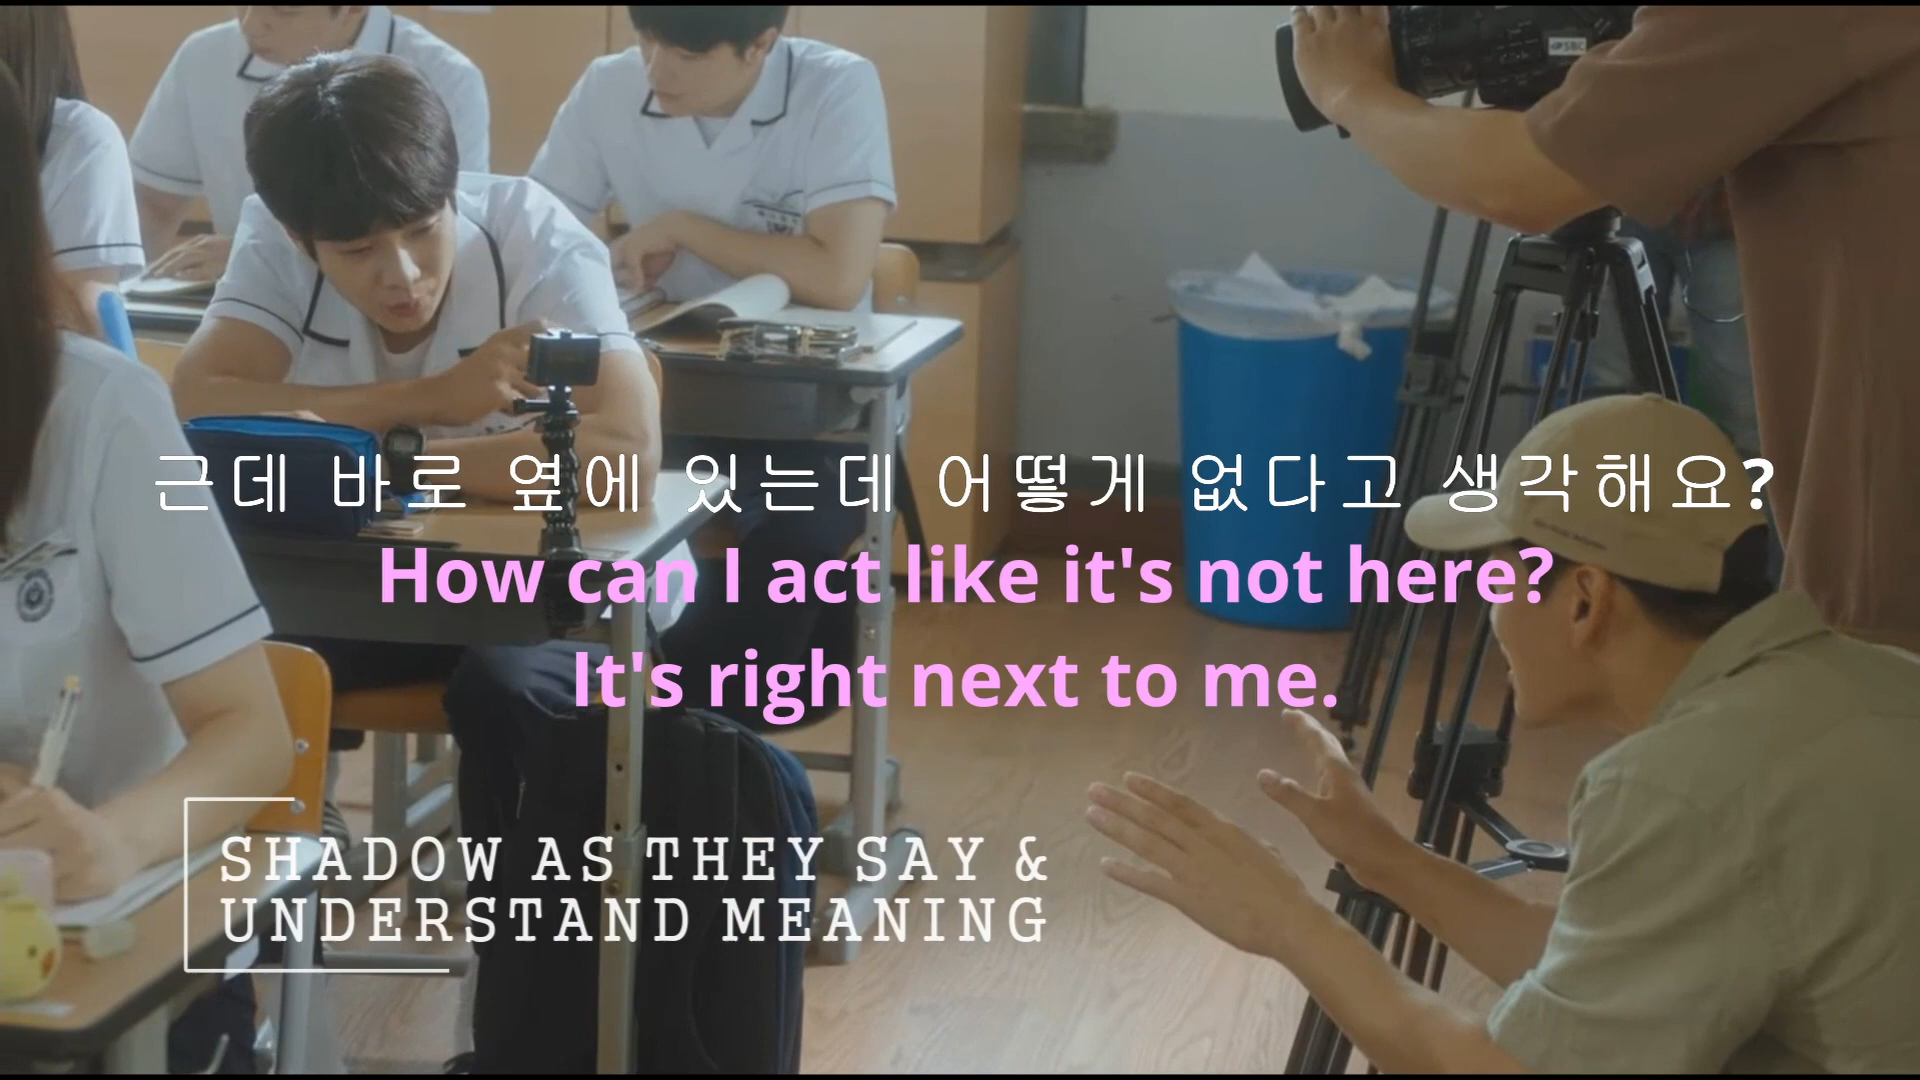 근데 바로 옆에 있는데 어떻게 없다고 생각해요?
How can I act like it's not here?
It's right next to me.
SHADOW AS THEY SAY &
UNDERSTAND MEANING